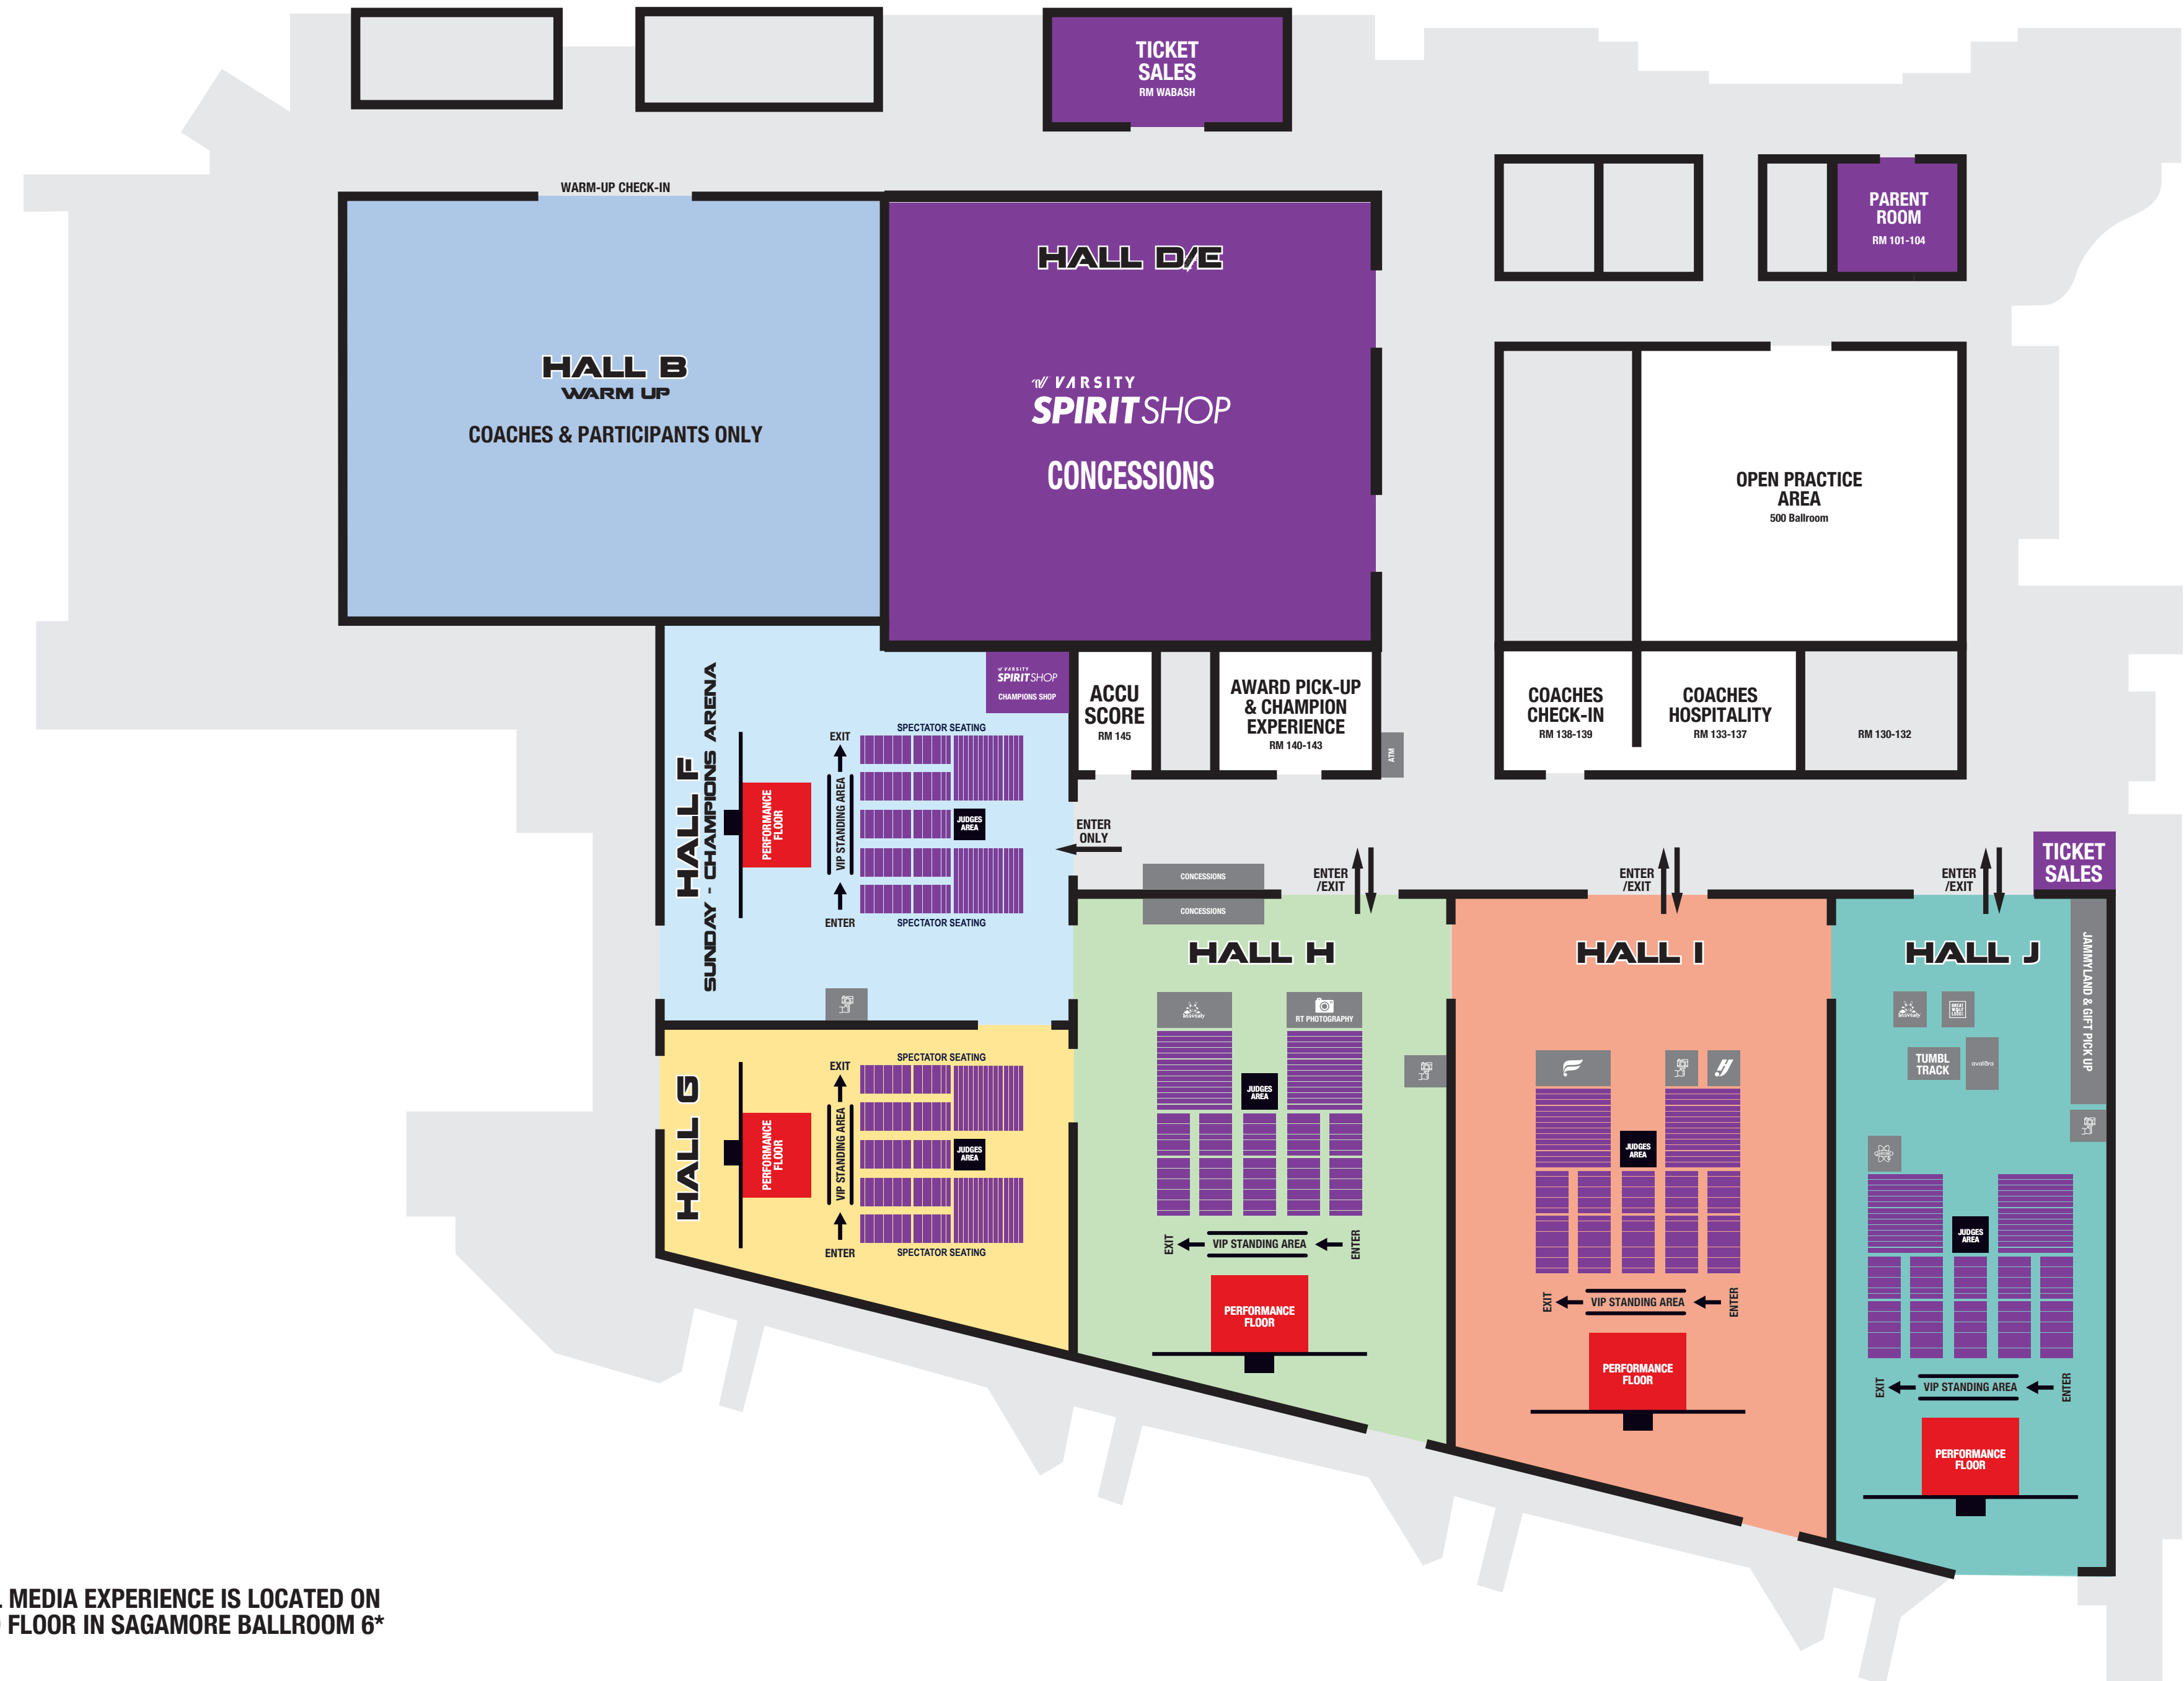 TICKET
SALES
RM WABASH
WARM-UP CHECK-IN
PARENT
ROOM
RM 101-104
HALL D/E
HALL B
WARM UP
COACHES & PARTICIPANTS ONLY
VARSITY
SPIRITSHOP
CONCESSIONS
OPEN PRACTICE
AREA
500 Ballroom
HALL F
SUNDAY - CHAMPIONS ARENA
VARSITY
SPIRITSHOP
CHAMPIONS SHOP
ACCU
SCORE
RM 145
AWARD PICK-UP
& CHAMPION
EXPERIENCE
RM 140-143
ATM
COACHES
CHECK-IN
RM 138-139
COACHES
HOSPITALITY
RM 133-137
RM 130-132
SPECTATOR SEATING
EXIT
VIP STANDING AREA
ENTER
PERFORMANCE
FLOOR
JUDGES
AREA
SPECTATOR SEATING
ENTER
ONLY
CONCESSIONS
CONCESSIONS
ENTER
/EXIT
ENTER
/EXIT
ENTER
/EXIT
TICKET
SALES
HALL G
SPECTATOR SEATING
EXIT
VIP STANDING AREA
ENTER
PERFORMANCE
FLOOR
JUDGES
AREA
SPECTATOR SEATING
HALL H
RT PHOTOGRAPHY
JUDGES
AREA
EXIT
VIP STANDING AREA
ENTER
PERFORMANCE
FLOOR
HALL I
JUDGES
AREA
EXIT
VIP STANDING AREA
ENTER
PERFORMANCE
FLOOR
HALL J
JAMMYLAND & GIFT PICK UP
GREAT
WOLF
LODGE
TUMBL
TRACK
JUDGES
AREA
EXIT
VIP STANDING AREA
ENTER
PERFORMANCE
FLOOR
MEDIA EXPERIENCE IS LOCATED ON
FLOOR IN SAGAMORE BALLROOM 6*